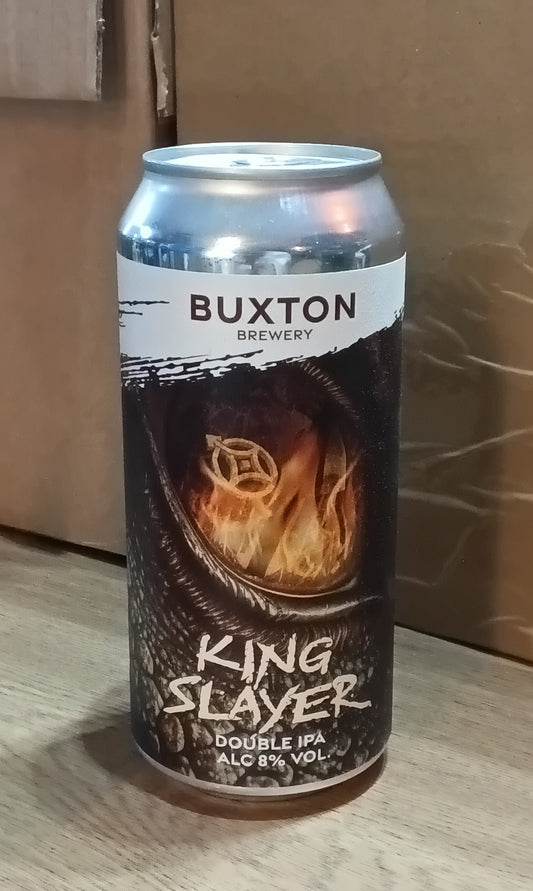 BUXTON
BREWERY
KING
SLAYER
DOUBLE IPA
ALC 8% VOL.